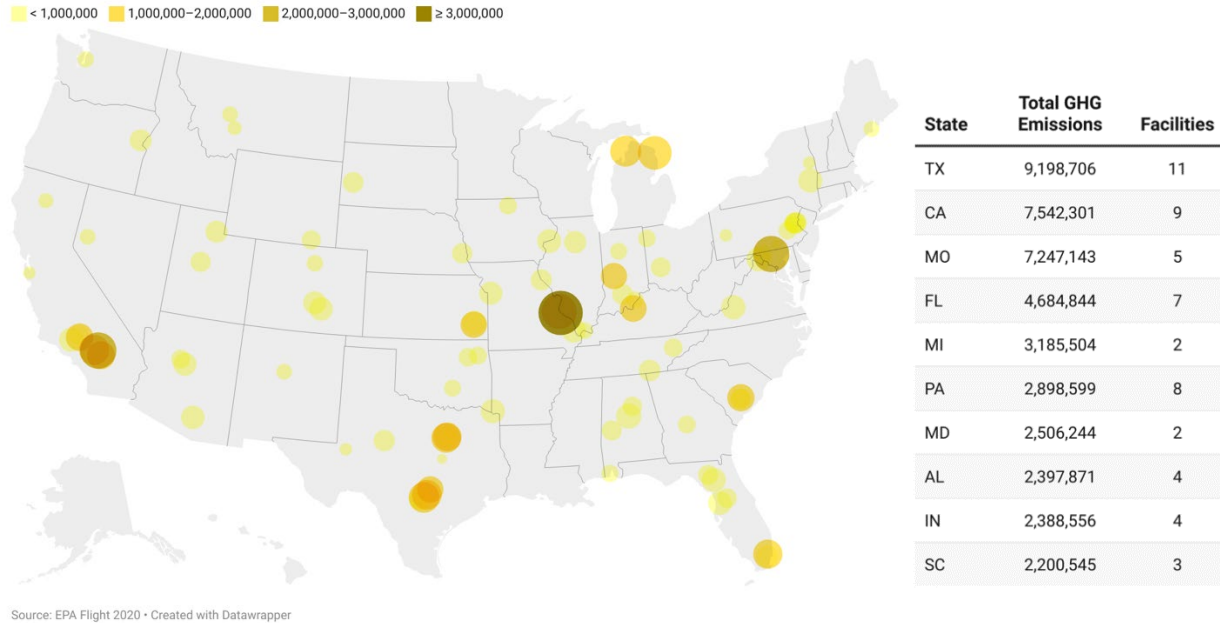 < 1,000,000 1,000,000–2,000,000 2,000,000–3,000,000 ≥ 3,000,000
State Total GHG Emissions Facilities
TX 9,198,706 11
CA 7,542,301 9
MO 7,247,143 5
FL 4,684,844 7
MI 3,185,504 2
PA 2,898,599 8
MD 2,506,244 2
AL 2,397,871 4
IN 2,388,556 4
SC 2,200,545 3
Source: EPA Flight 2020 • Created with Datawrapper